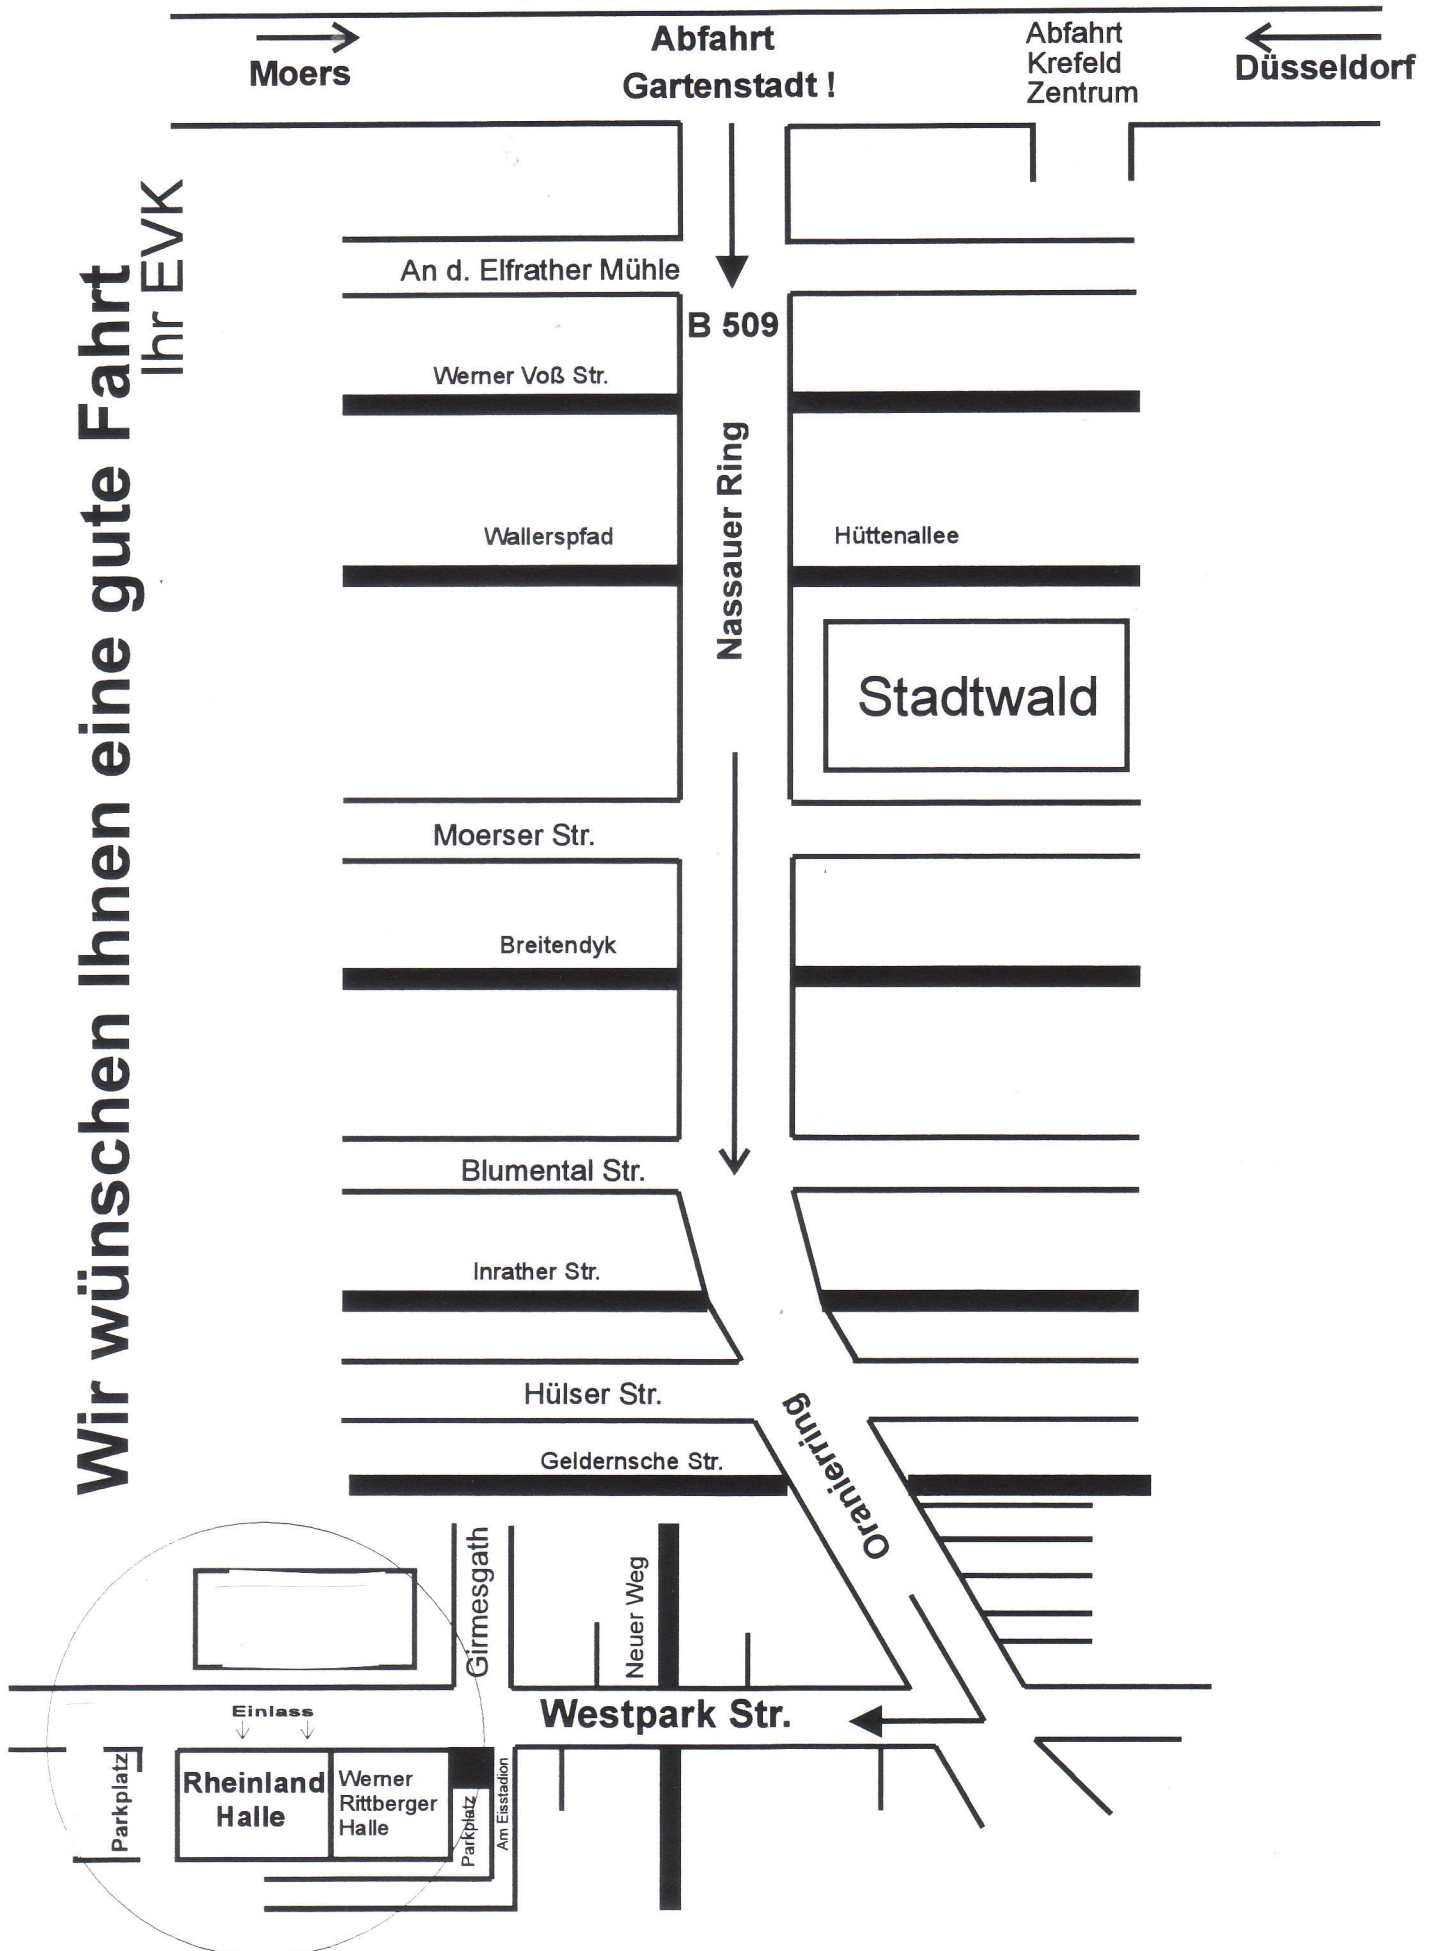 Moers
Abfahrt
Gartenstadt !
Abfahrt
Krefeld
Zentrum
Düsseldorf
Wir wünschen Ihnen eine gute Fahrt
Ihr EVK
An d. Elfrather Mühle
B 509
Werner Voß Str.
Nassauer Ring
Wallerspfad
Hüttenallee
Stadtwald
Moerser Str.
Breitendyk
Blumental Str.
Inrather Str.
Hülser Str.
Oranierring
Geldernsche Str.
Girmesgath
Neuer Weg
Einlass
Westpark Str.
Parkplatz
Rheinland
Halle
Werner
Rittberger
Halle
Parkplatz
Am Eisstadion